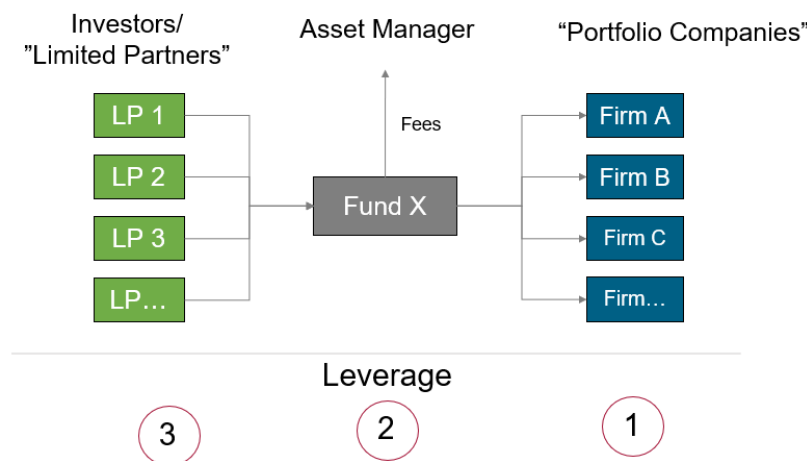 Investors/
"Limited Partners”
Asset Manager
“Portfolio Companies”
LP 1
LP 2
LP 3
LP…
Fees
Fund X
Firm A
Firm B
Firm C
Firm…
Leverage
3
2
1